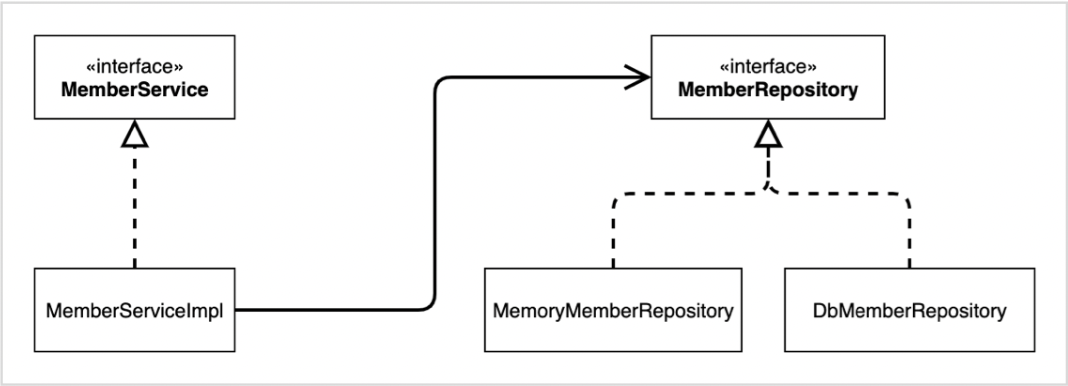 «interface»
MemberService
«interface»
MemberRepository
MemberServiceImpl
MemoryMemberRepository
DbMemberRepository